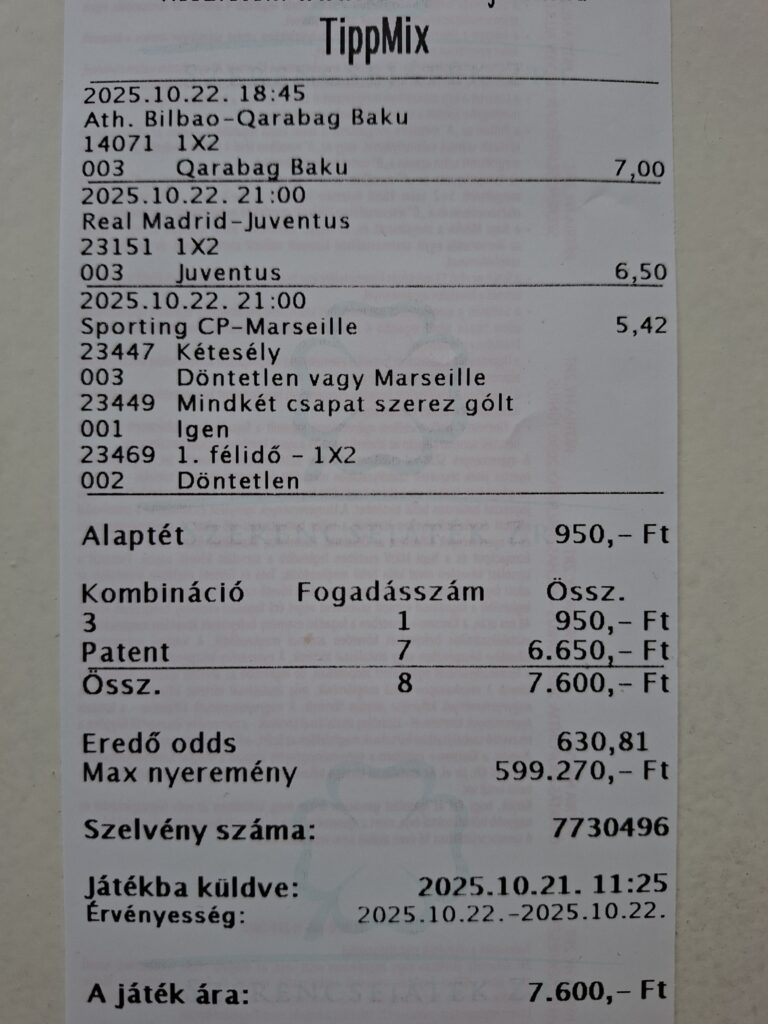 TippMix
2025.10.22. 18:45
Ath. Bilbao-Qarabag Baku
14071 1X2
003 Qarabag Baku 7,00
2025.10.22. 21:00
Real Madrid-Juventus
23151 1X2
003 Juventus 6,50
2025.10.22. 21:00
Sporting CP-Marseille 5,42
23447 Kétesély
003 Döntetlen vagy Marseille
23449 Mindkét csapat szerez gólt
001 Igen
23469 1. félidő - 1X2
002 Döntetlen
Alaptét 950,- Ft
Kombináció Fogadásszám Össz.
3 1 950,- Ft
Patent 7 6.650,- Ft
Össz. 8 7.600,- Ft
Eredő odds 630,81
Max nyeremény 599.270,- Ft
Szelvény száma: 7730496
Játékba küldve: 2025.10.21. 11:25
Érvényesség: 2025.10.22.-2025.10.22.
A játék ára: 7.600,- Ft